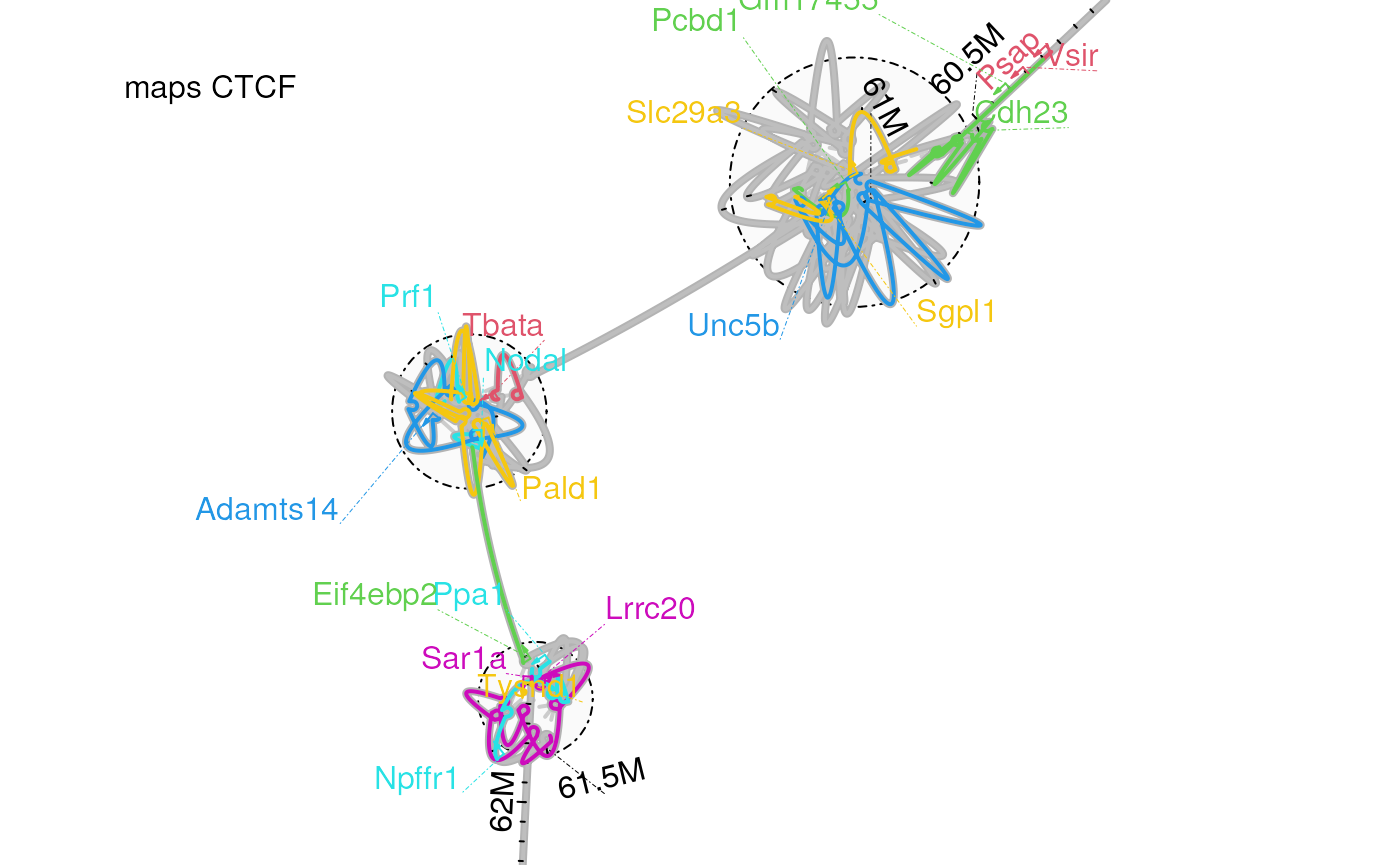 Gm17455
Pcbd1
60.5M
Psap
Vsir
maps CTCF
61M
Slc29a3
Cdh23
Prf1
Tbata
Unc5b
Sgpl1
Nodal
Pald1
Adamts14
Eif4ebp2
Ppa1
Lrrc20
Sar1a
Tysnd1
Npffr1
62M
61.5M